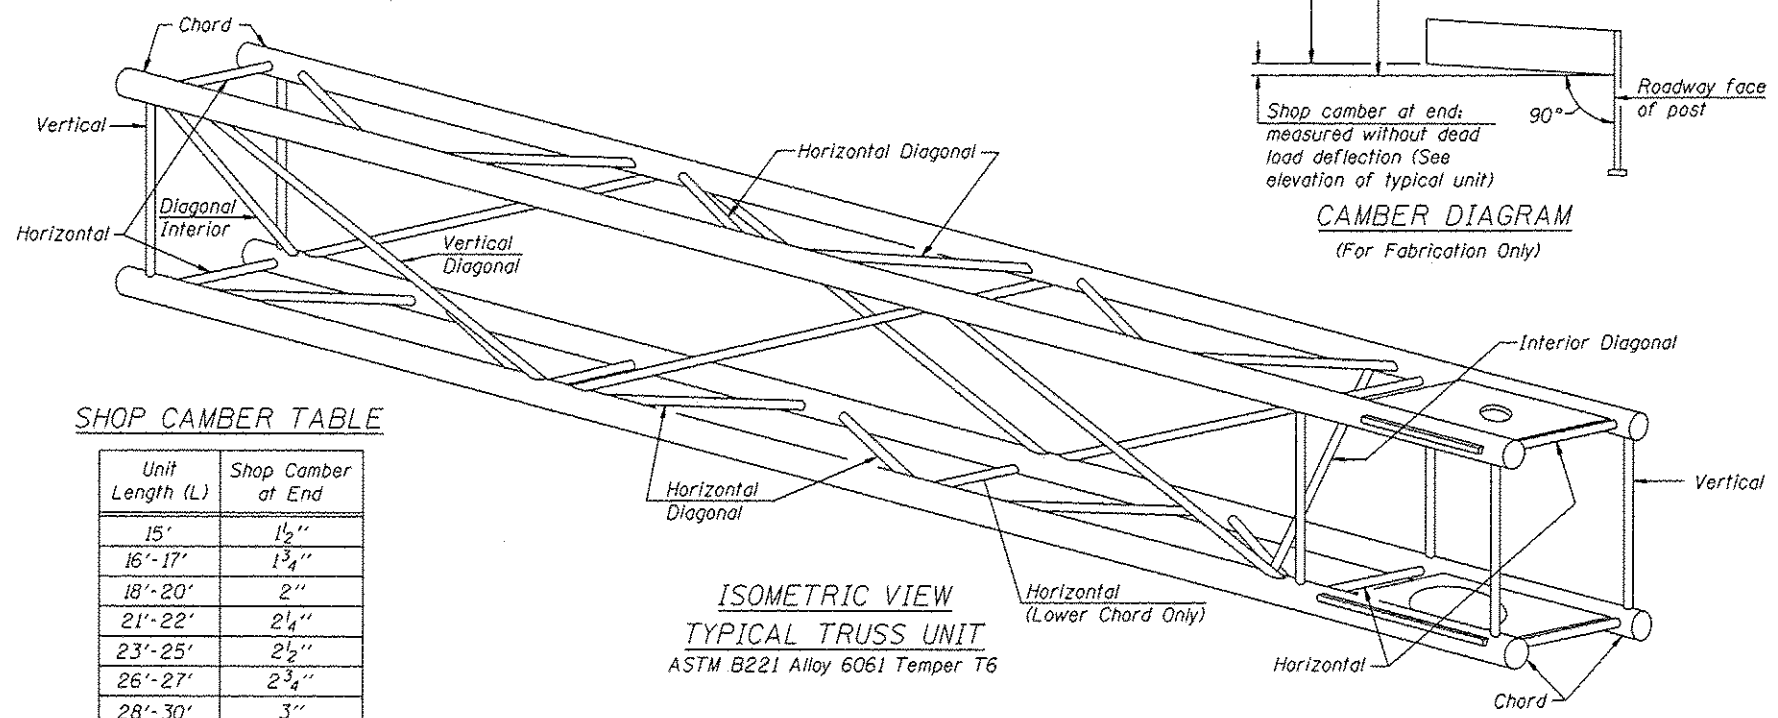 Chord
Vertical
Horizontal
Diagonal
Interior
Vertical
Diagonal
Horizontal Diagonal
Shop camber at end:
measured without dead
load deflection (See
elevation of typical unit)
90°
Roadway face
of post
CAMBER DIAGRAM
(For Fabrication Only)
Interior Diagonal
Vertical
Horizontal
Diagonal
Horizontal
(Lower Chord Only)
Horizontal
Chord
SHOP CAMBER TABLE
Unit Length (L) Shop Camber at End
15' 1½"
16'-17' 1¾"
18'-20' 2"
21'-22' 2¼"
23'-25' 2½"
26'-27' 2¾"
28'-30' 3"
ISOMETRIC VIEW
TYPICAL TRUSS UNIT
ASTM B221 Alloy 6061 Temper T6